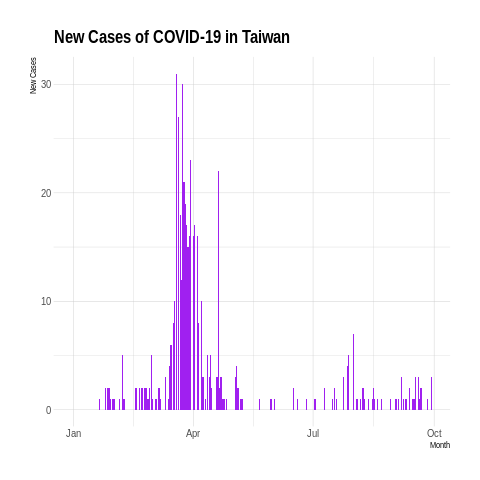 New Cases of COVID-19 in Taiwan
New Cases
30
20
10
0
Jan Apr Jul Oct
Month